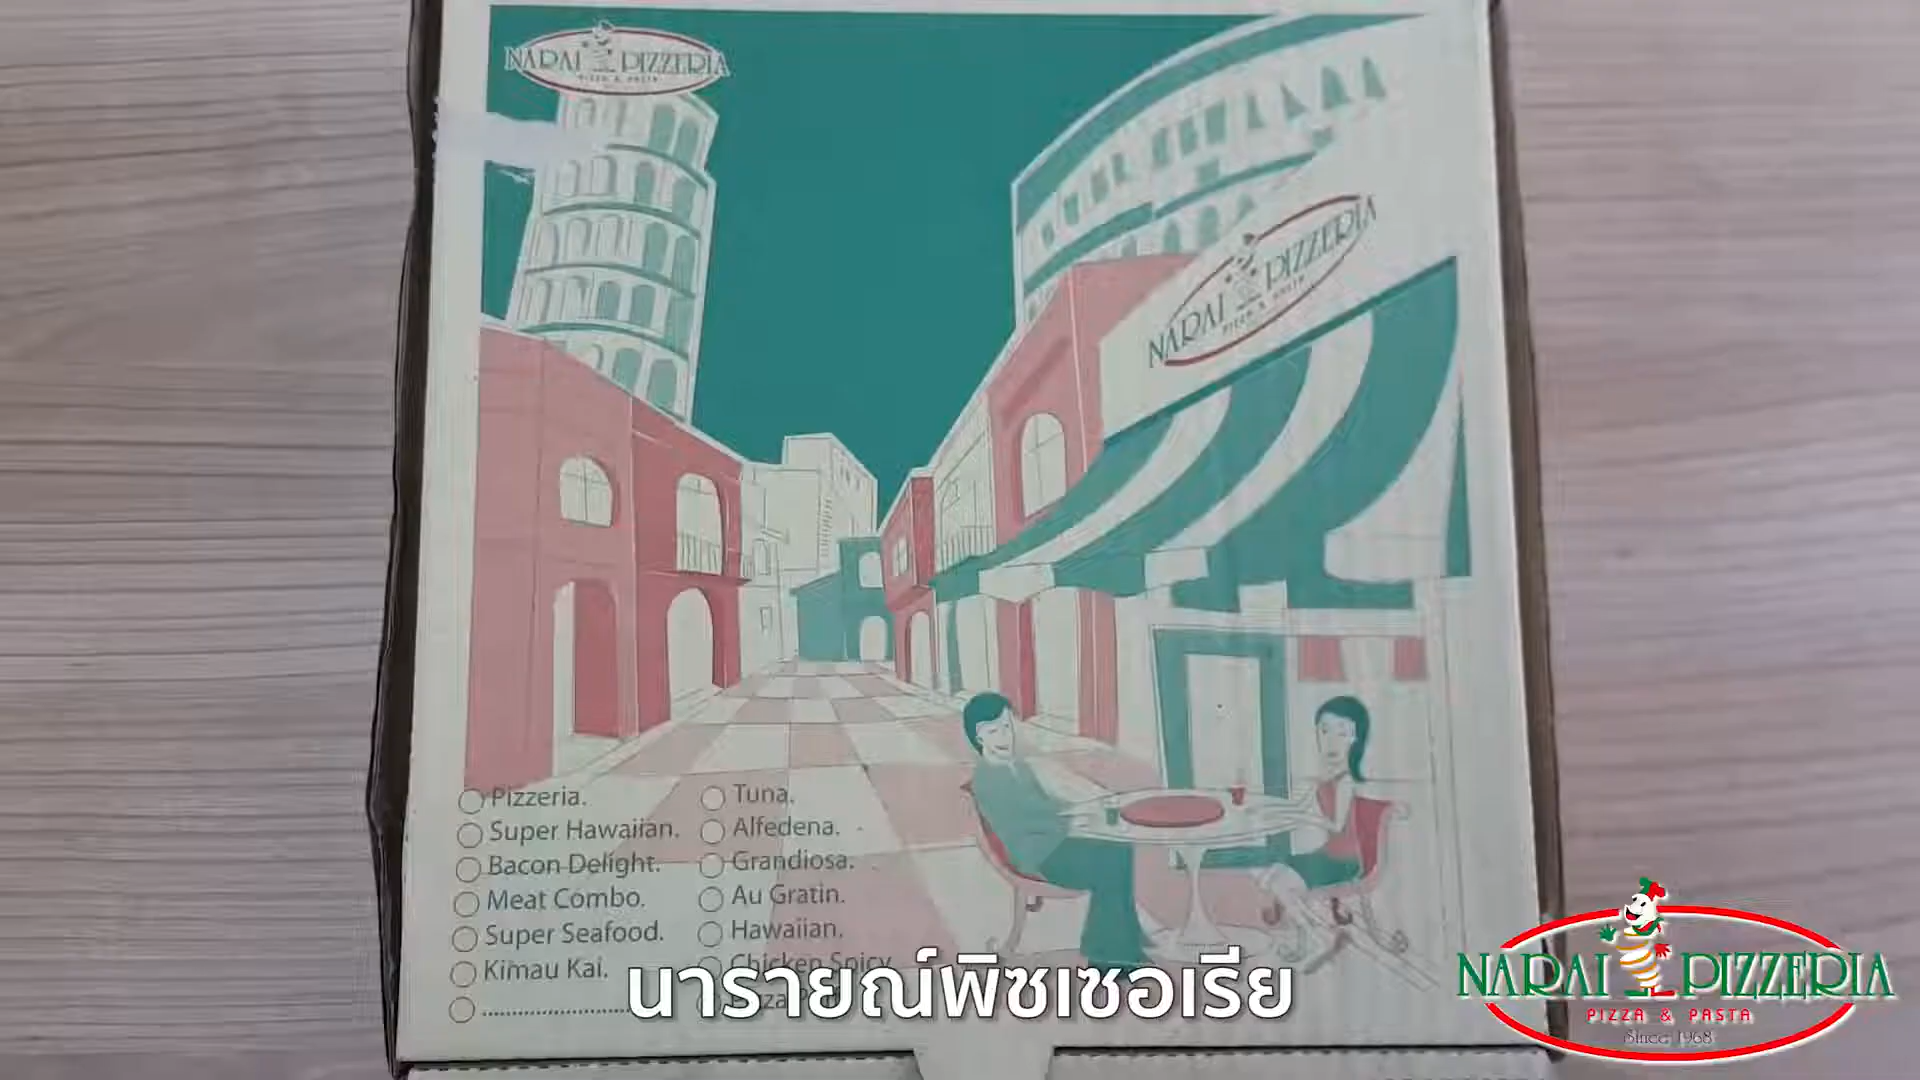 NARAI PIZZERIA
PIZZA & PASTA
NARAI PIZZERIA
PIZZA & PASTA
Pizzeria.
Super Hawaiian.
Bacon Delight.
Meat Combo.
Super Seafood.
Kimau Kai.
Tuna.
Alfedena.
Grandiosa.
Au Gratin.
Hawaiian.
Chicken Spicy
นารายณ์พิซเซอเรีย
NARAI PIZZERIA
PIZZA & PASTA
Since 1968